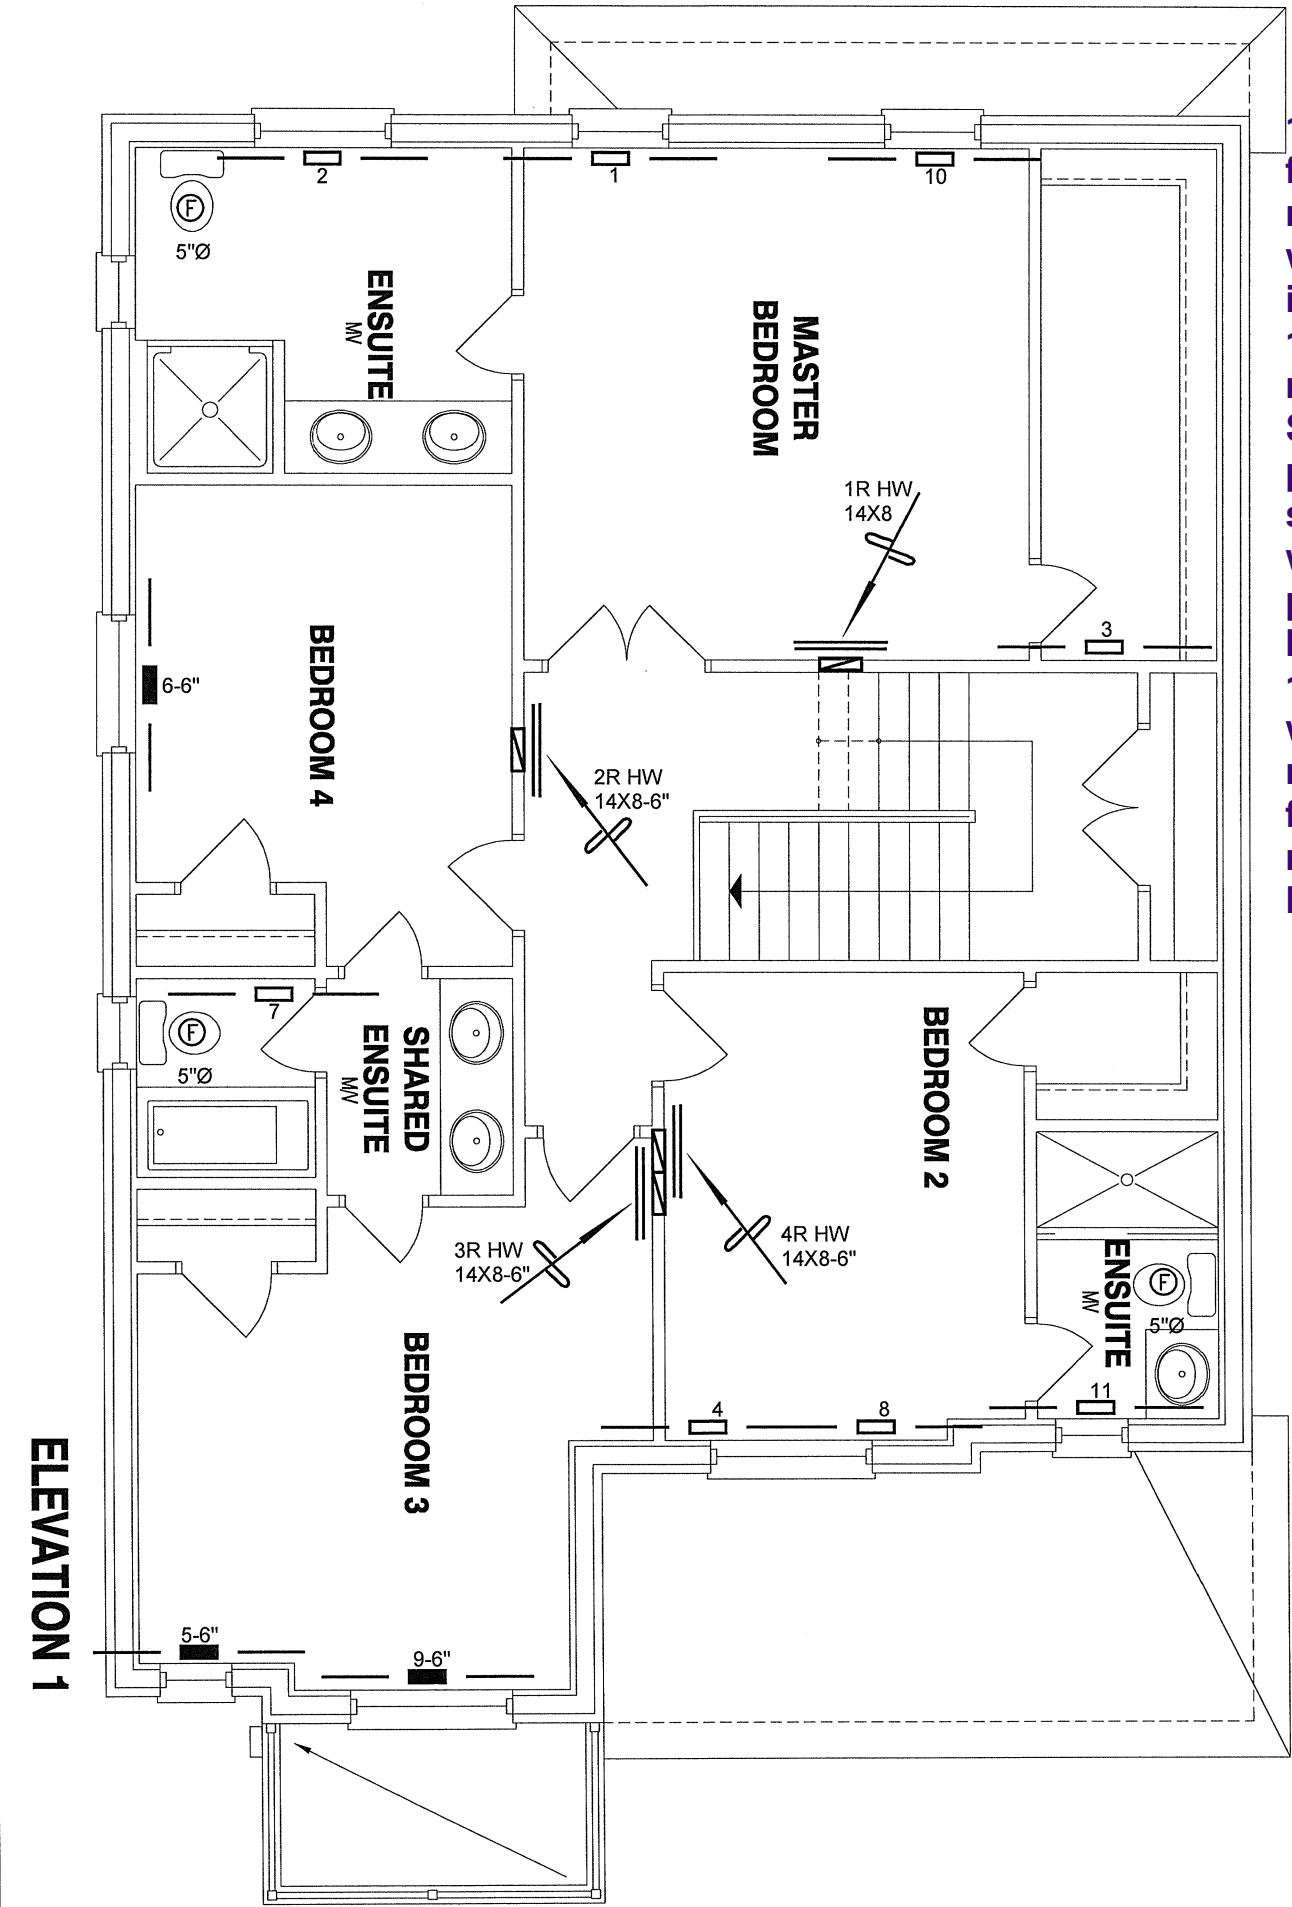 2
1
10
F
5"Ø
ENSUITE
MV
MASTER
BEDROOM
1R HW
14X8
3
BEDROOM 4
6-6"
2R HW
14X8-6"
7
F
5"Ø
SHARED
ENSUITE
MV
BEDROOM 2
3R HW
14X8-6"
4R HW
14X8-6"
ENSUITE
MV
F
5"Ø
11
4
8
BEDROOM 3
5-6"
9-6"
ELEVATION 1